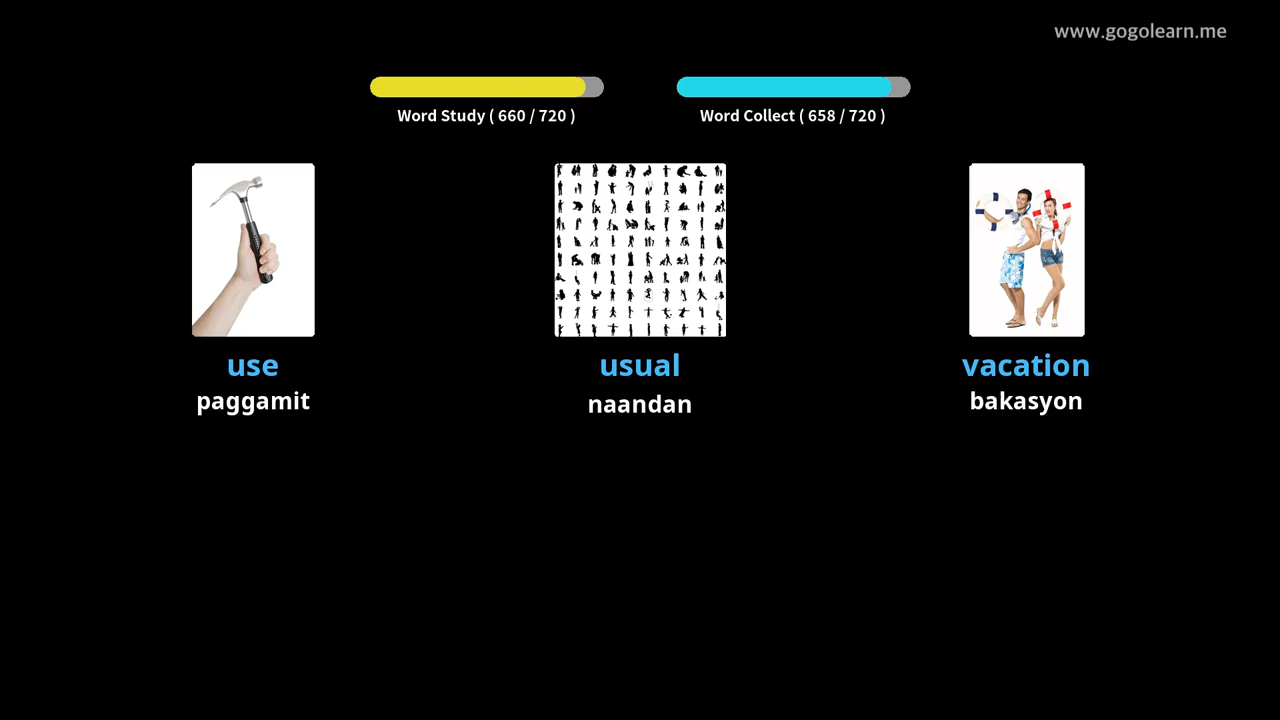 www.gogolearn.me
Word Study ( 660 / 720 )
Word Collect ( 658 / 720 )
use
paggamit
usual
naandan
vacation
bakasyon